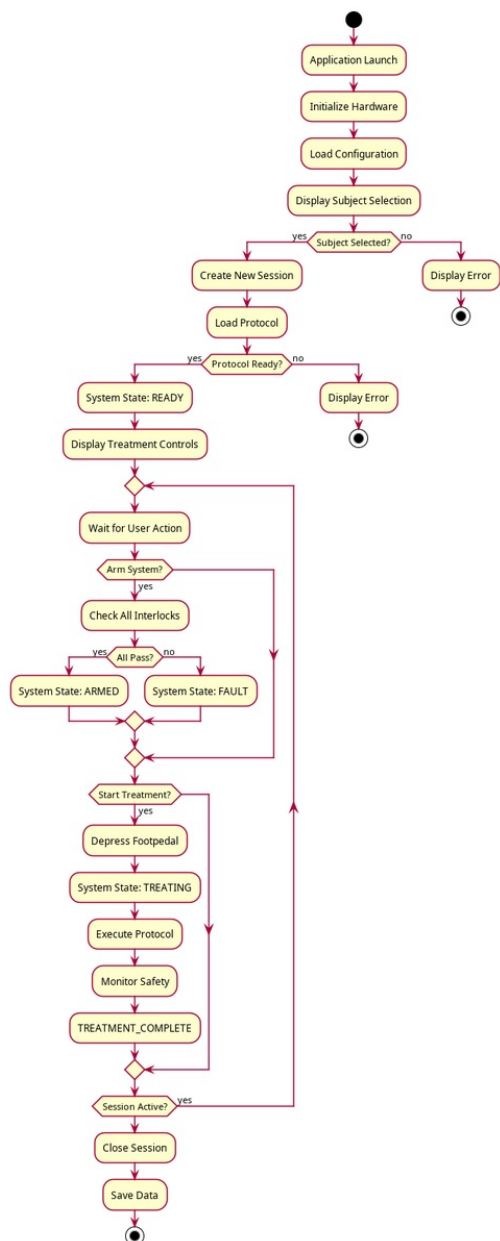 Application Launch
Initialize Hardware
Load Configuration
Display Subject Selection
yes
Subject Selected?
no
Create New Session
Display Error
Load Protocol
yes
Protocol Ready?
no
System State: READY
Display Error
Display Treatment Controls
Wait for User Action
Arm System?
yes
Check All Interlocks
yes
All Pass?
no
System State: ARMED
System State: FAULT
Start Treatment?
yes
Depress Footpedal
System State: TREATING
Execute Protocol
Monitor Safety
TREATMENT_COMPLETE
Session Active?
yes
Close Session
Save Data